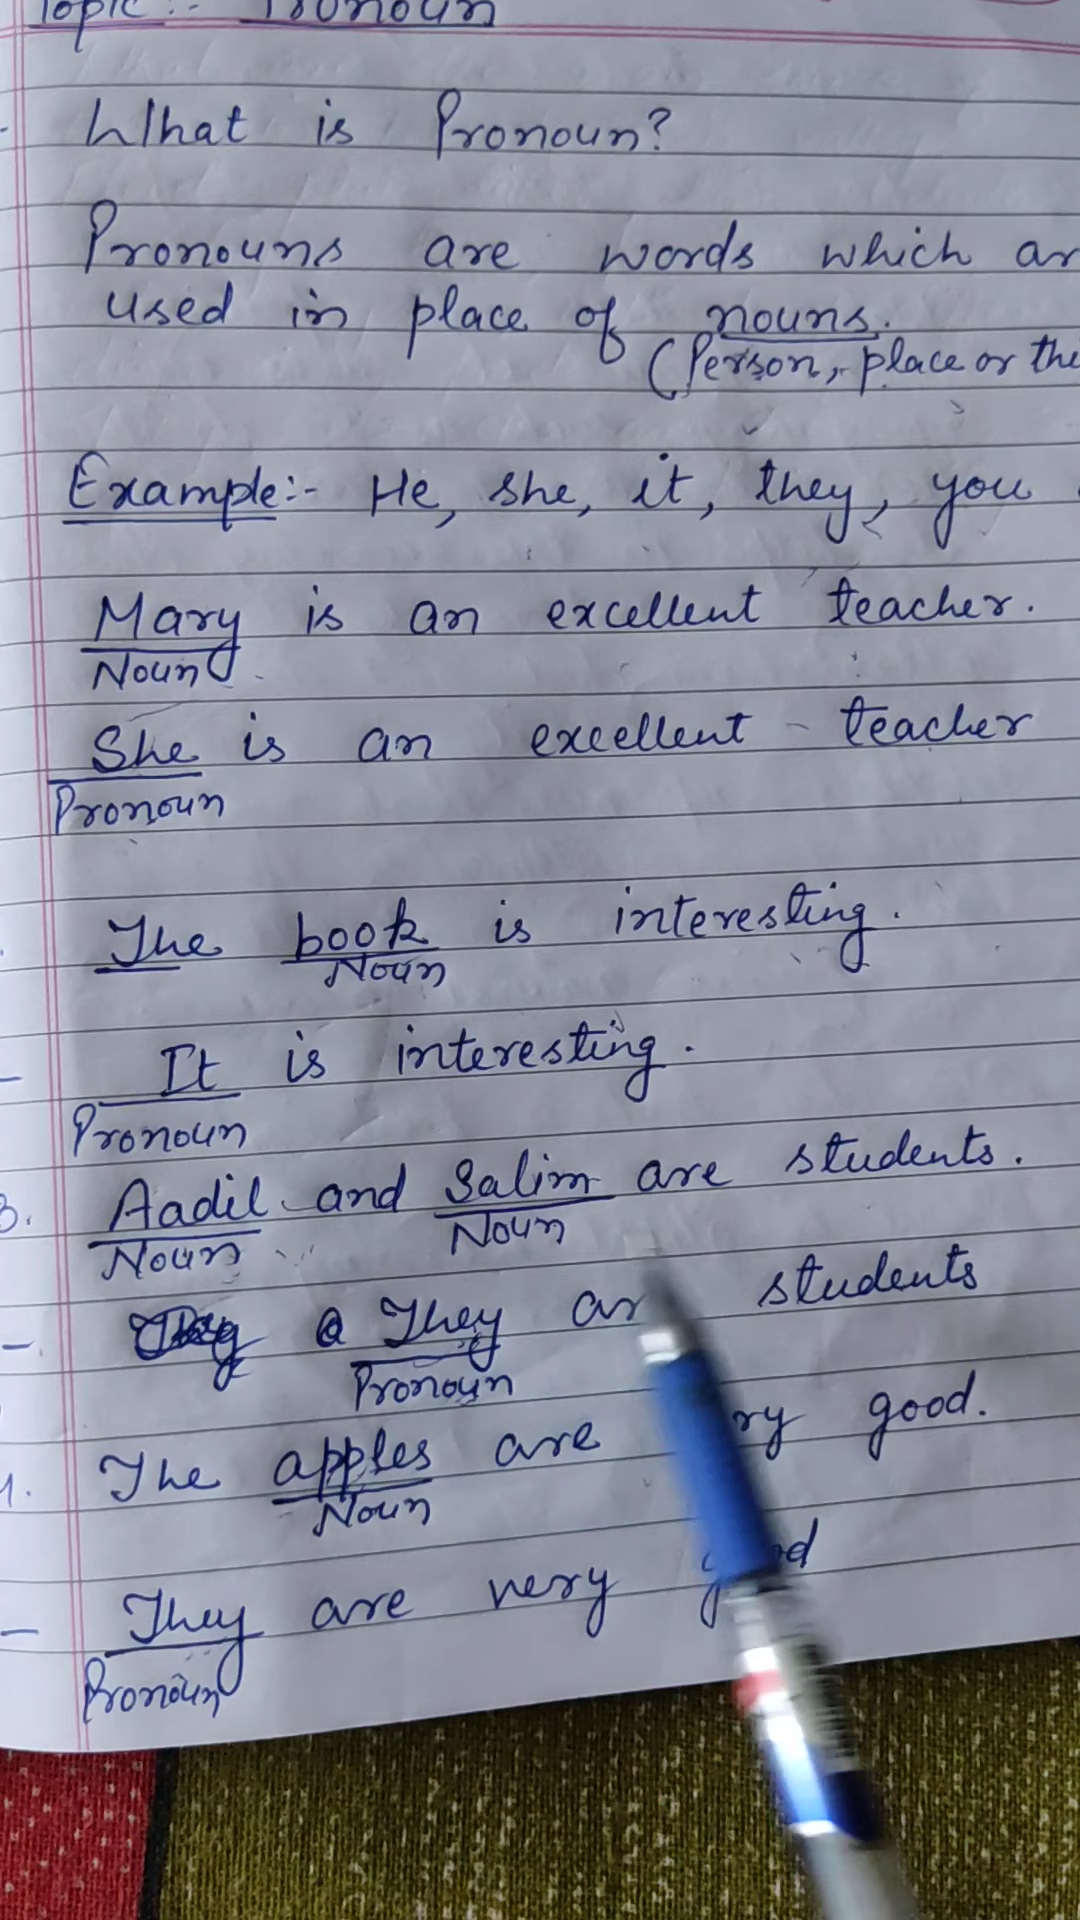 Topic :- Pronoun
What is Pronoun?
Pronouns are words which ar
used in place of nouns.
(Person, place or the
Example:- He, she, it, they, you
Mary is an excellent teacher.
Noun
She is an excellent teacher
Pronoun
The book is interesting.
Noun
It is interesting.
Pronoun
3. Aadil and Salim are students.
Noun Noun
They ar students
Pronoun
The apples are ry good.
Noun
They are very
Pronoun